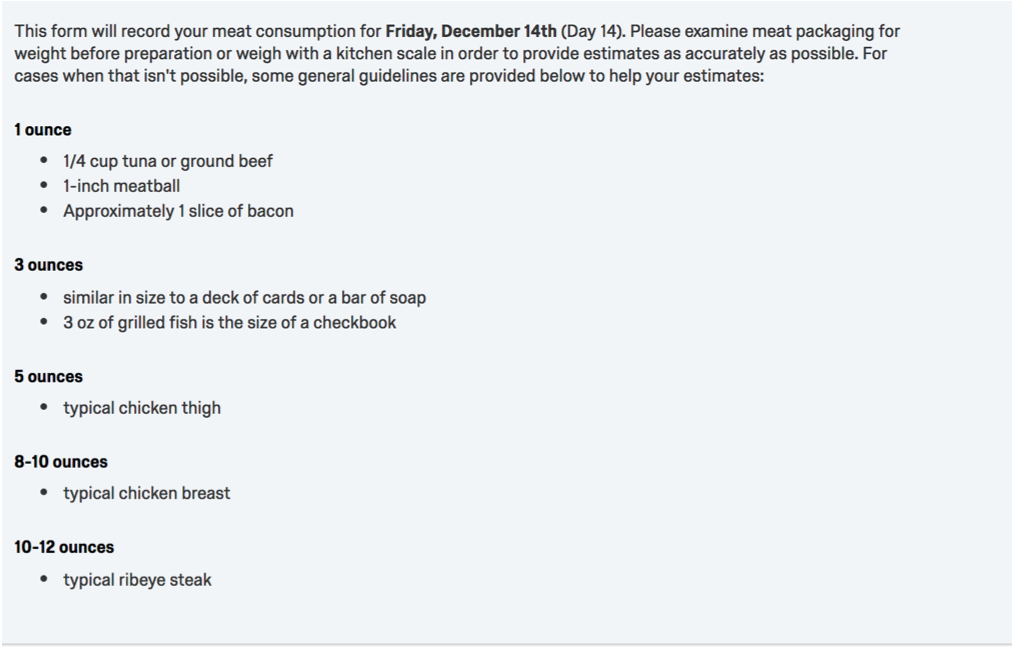 This form will record your meat consumption for Friday, December 14th (Day 14). Please examine meat packaging for
weight before preparation or weigh with a kitchen scale in order to provide estimates as accurately as possible. For
cases when that isn't possible, some general guidelines are provided below to help your estimates:
1 ounce
• 1/4 cup tuna or ground beef
• 1-inch meatball
• Approximately 1 slice of bacon
3 ounces
• similar in size to a deck of cards or a bar of soap
• 3 oz of grilled fish is the size of a checkbook
5 ounces
• typical chicken thigh
8-10 ounces
• typical chicken breast
10-12 ounces
• typical ribeye steak